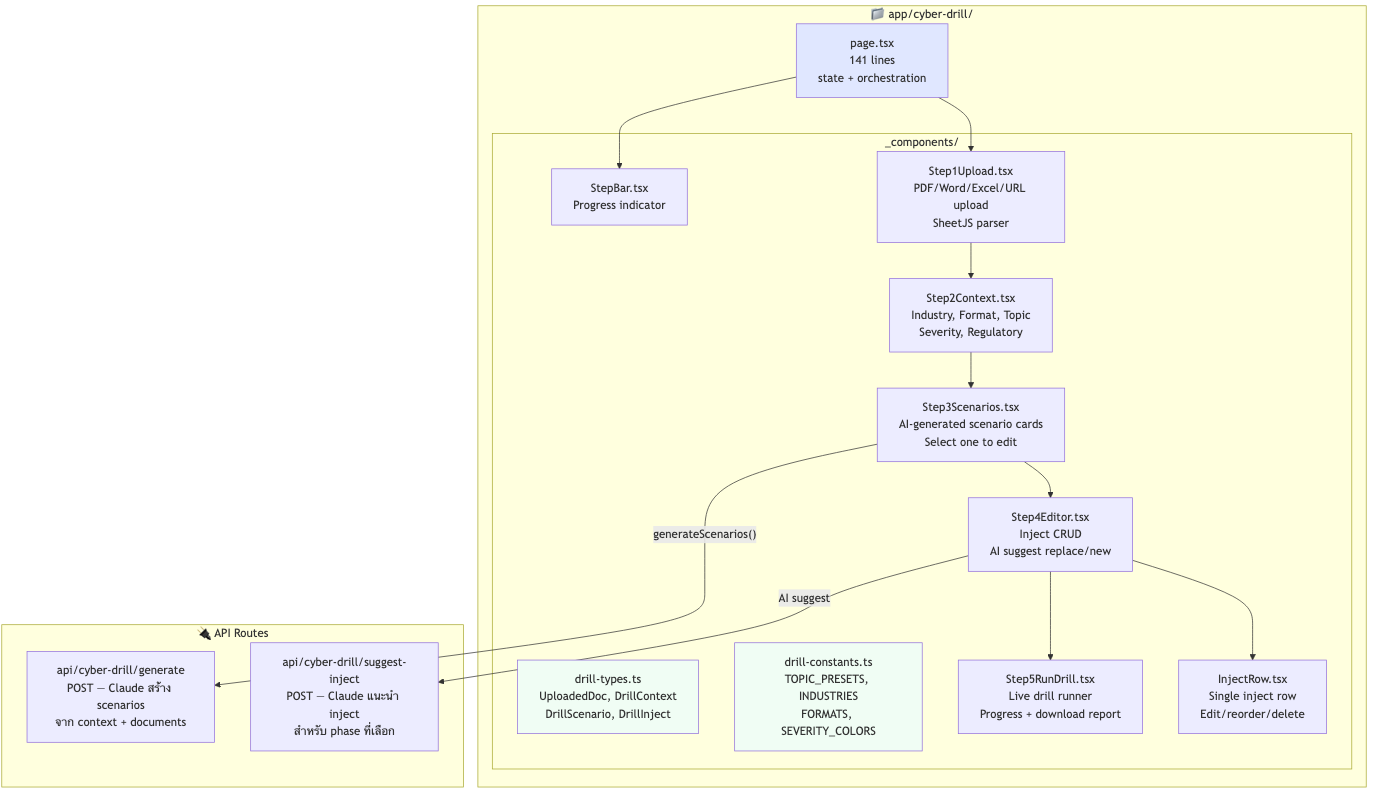 📁 app/cyber-drill/
page.tsx
141 lines
state + orchestration
_components/
StepBar.tsx
Progress indicator
Step1Upload.tsx
PDF/Word/Excel/URL
upload
SheetJS parser
Step2Context.tsx
Industry, Format, Topic
Severity, Regulatory
Step3Scenarios.tsx
AI-generated scenario cards
Select one to edit
generateScenarios()
Step4Editor.tsx
Inject CRUD
AI suggest replace/new
AI suggest
🔌 API Routes
api/cyber-drill/generate
POST — Claude สร้าง
scenarios
จาก context + documents
api/cyber-drill/suggest-
inject
POST — Claude แนะนำ
inject
สำหรับ phase ที่เลือก
drill-types.ts
UploadedDoc, DrillContext
DrillScenario, DrillInject
drill-constants.ts
TOPIC_PRESETS,
INDUSTRIES
FORMATS,
SEVERITY_COLORS
Step5RunDrill.tsx
Live drill runner
Progress + download report
InjectRow.tsx
Single inject row
Edit/reorder/delete